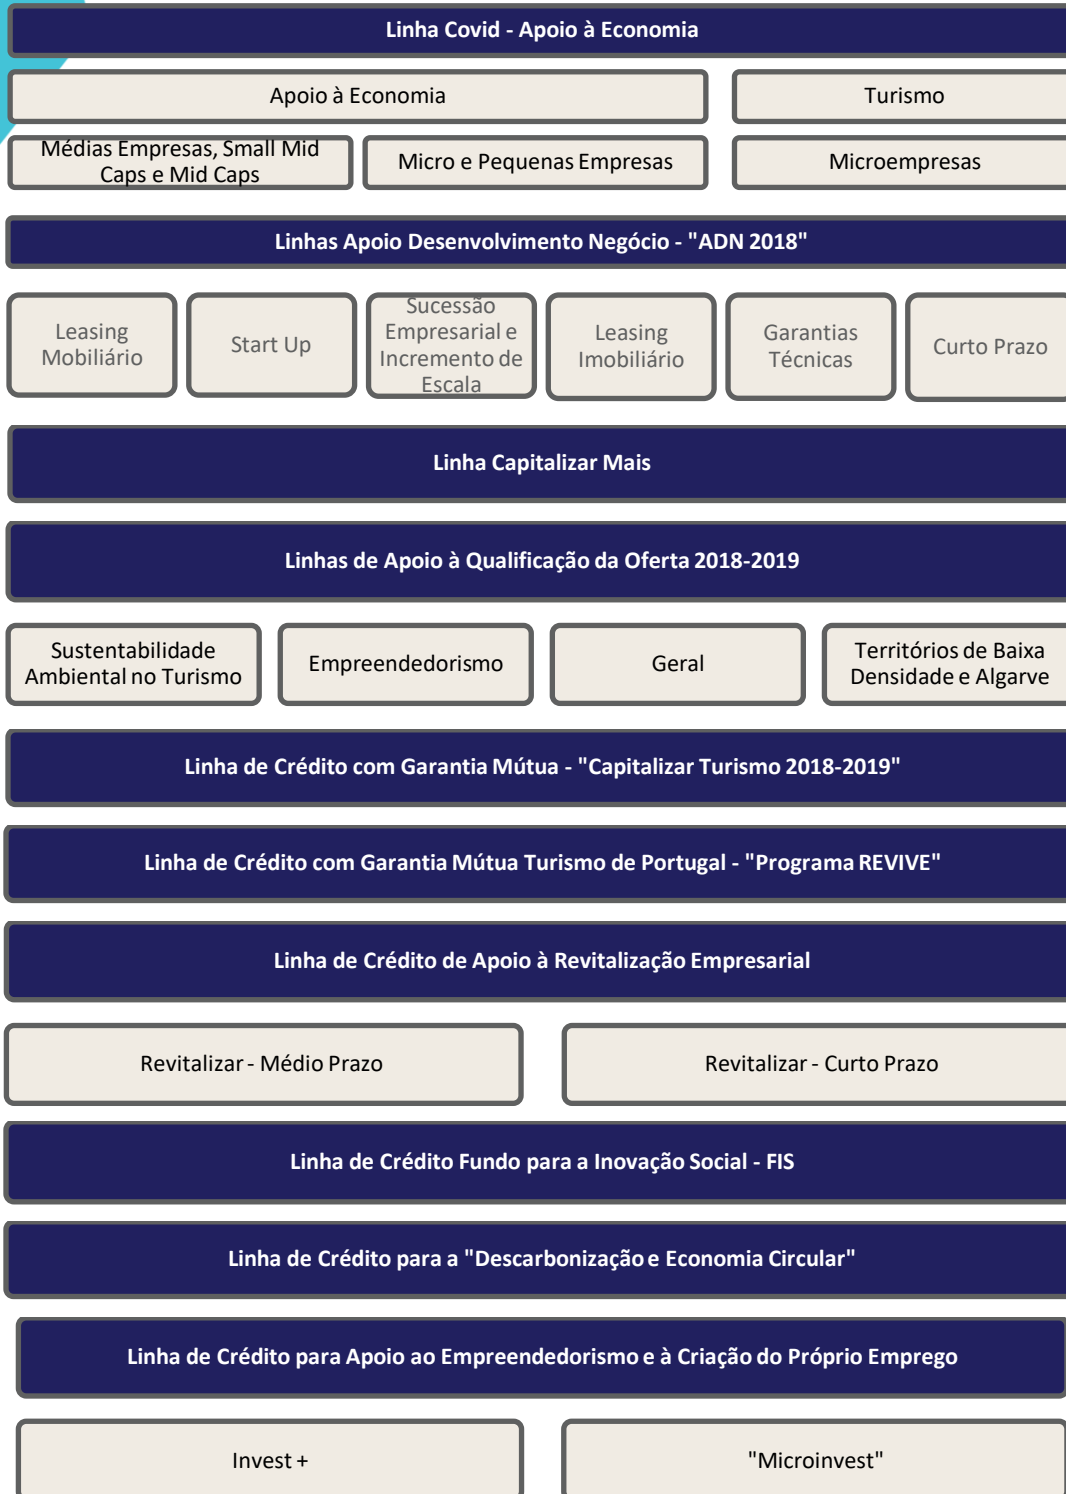 Linha Covid - Apoio à Economia
Apoio à Economia
Turismo
Médias Empresas, Small Mid
Caps e Mid Caps
Micro e Pequenas Empresas
Microempresas
Linhas Apoio Desenvolvimento Negócio - "ADN 2018"
Leasing
Mobiliário
Start Up
Sucessão
Empresarial e
Incremento de
Escala
Leasing
Imobiliário
Garantias
Técnicas
Curto Prazo
Linha Capitalizar Mais
Linhas de Apoio à Qualificação da Oferta 2018-2019
Sustentabilidade
Ambiental no Turismo
Empreendedorismo
Geral
Territórios de Baixa
Densidade e Algarve
Linha de Crédito com Garantia Mútua - "Capitalizar Turismo 2018-2019"
Linha de Crédito com Garantia Mútua Turismo de Portugal - "Programa REVIVE"
Linha de Crédito de Apoio à Revitalização Empresarial
Revitalizar - Médio Prazo
Revitalizar - Curto Prazo
Linha de Crédito Fundo para a Inovação Social - FIS
Linha de Crédito para a "Descarbonização e Economia Circular"
Linha de Crédito para Apoio ao Empreendedorismo e à Criação do Próprio Emprego
Invest +
"Microinvest"